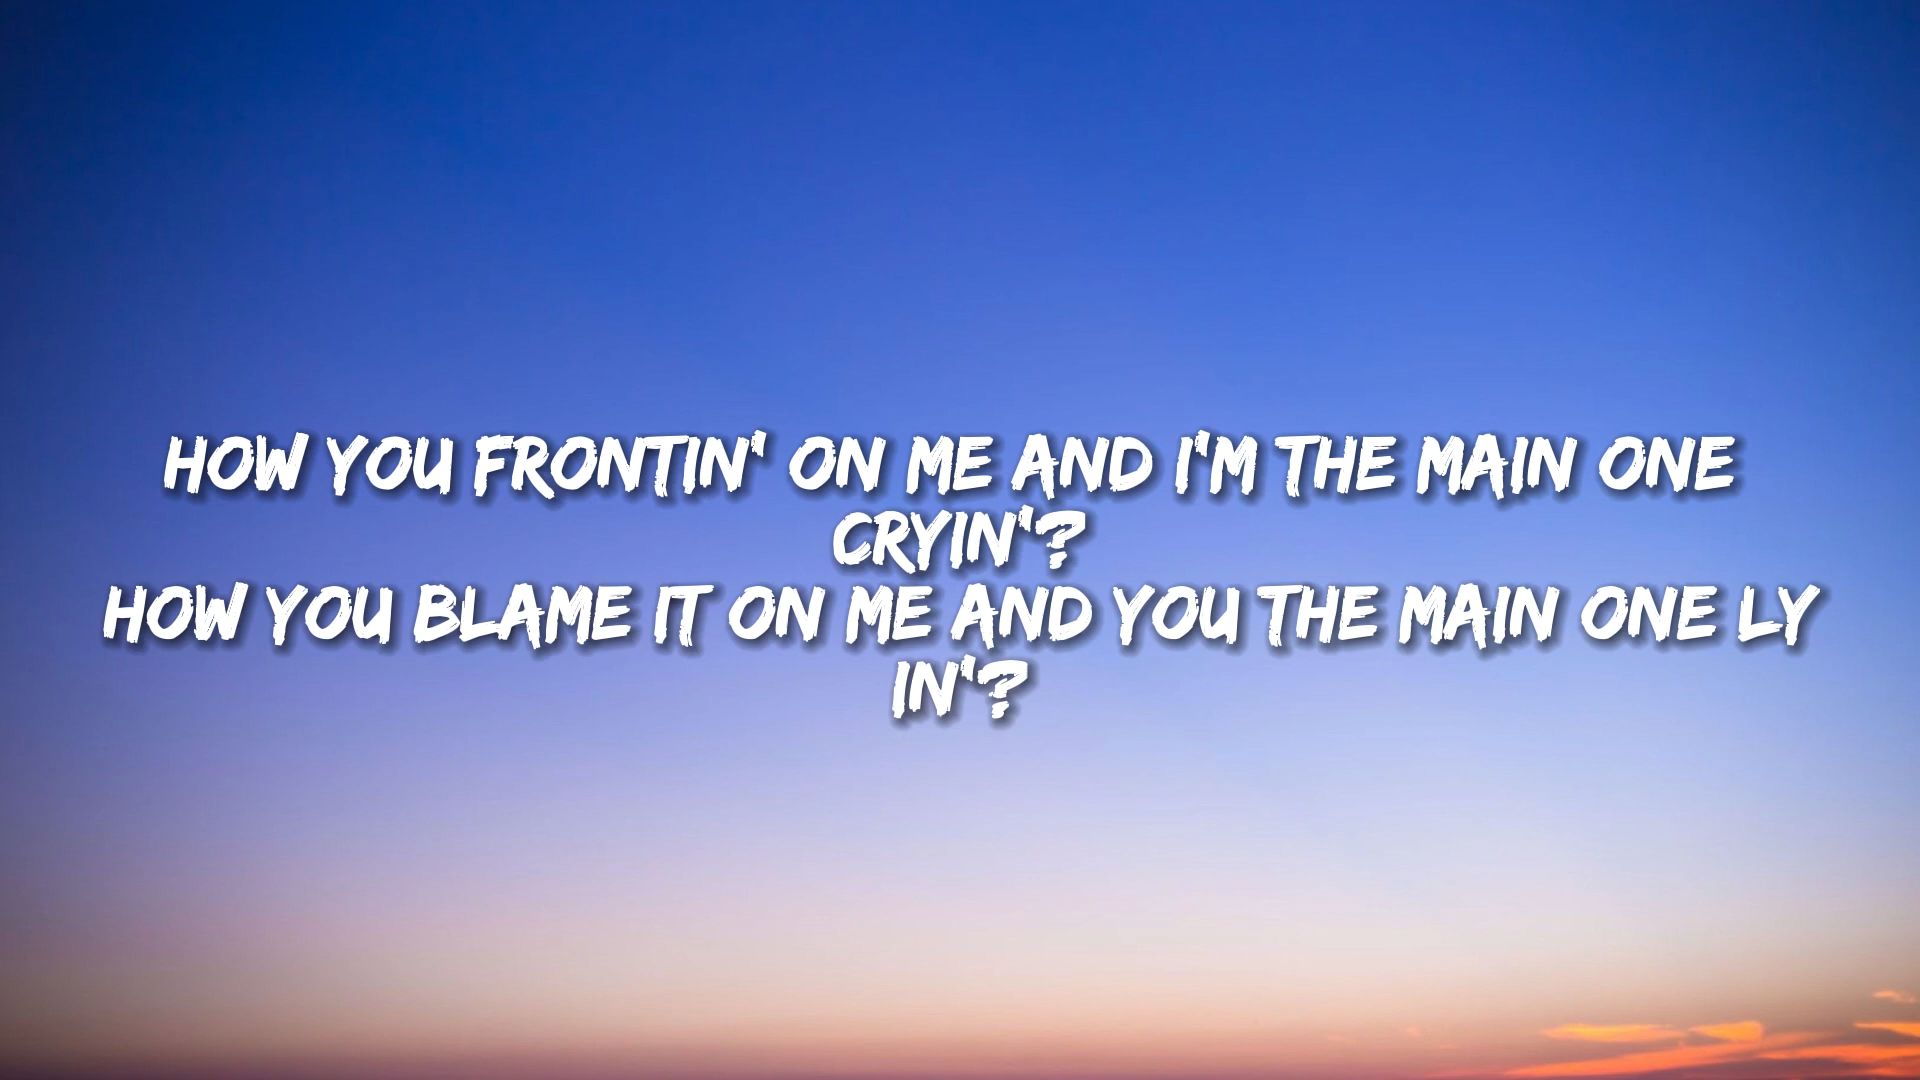 HOW YOU FRONTIN' ON ME AND I'M THE MAIN ONE
CRYIN'?
HOW YOU BLAME IT ON ME AND YOU THE MAIN ONE LY
IN'?